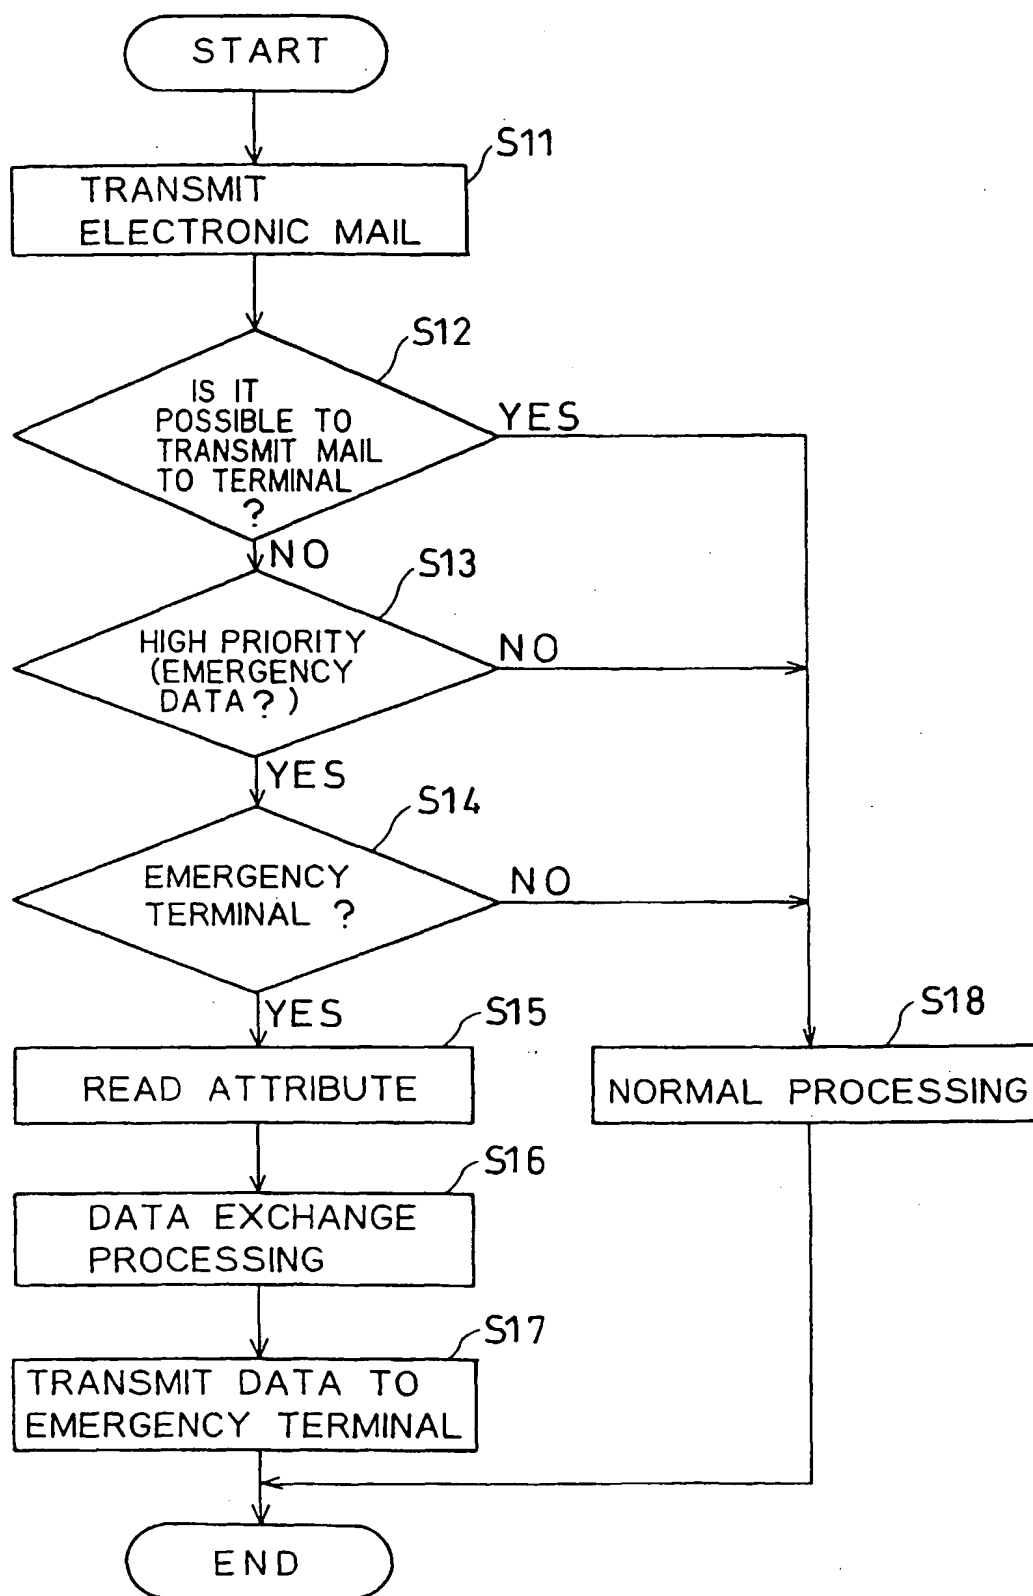 START
S11
TRANSMIT
ELECTRONIC MAIL
S12
IS IT
POSSIBLE TO
TRANSMIT MAIL
TO TERMINAL
?
YES
NO
S13
HIGH PRIORITY
(EMERGENCY
DATA?)
NO
YES
S14
EMERGENCY
TERMINAL ?
NO
YES
S15
READ ATTRIBUTE
S18
NORMAL PROCESSING
S16
DATA EXCHANGE
PROCESSING
S17
TRANSMIT DATA TO
EMERGENCY TERMINAL
END